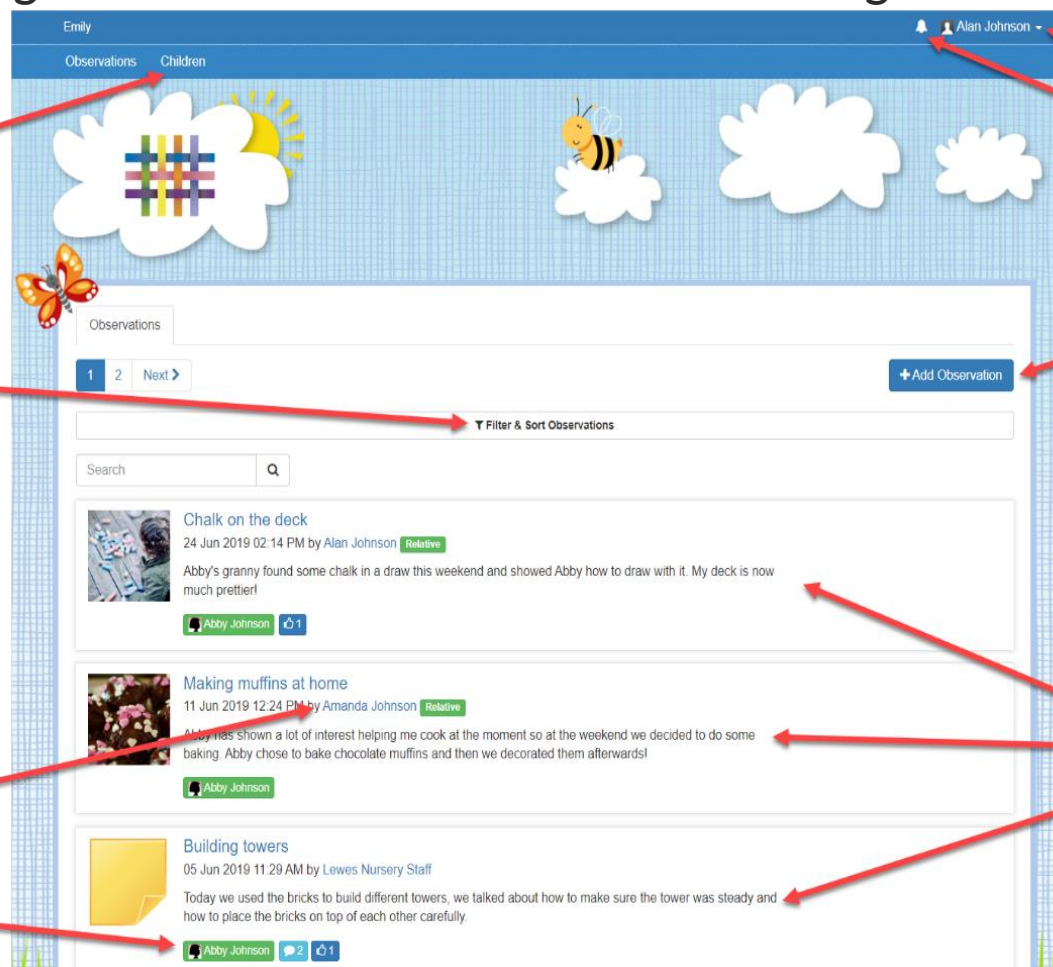 Emily
Alan Johnson
Observations Children
Observations
1 2 Next
+Add Observation
Filter & Sort Observations
Search
Chalk on the deck
24 Jun 2019 02:14 PM by Alan Johnson Relative
Abby's granny found some chalk in a draw this weekend and showed Abby how to draw with it. My deck is now
much prettier!
Abby Johnson 1
Making muffins at home
11 Jun 2019 12:24 PM by Amanda Johnson Relative
Abby has shown a lot of interest helping me cook at the moment so at the weekend we decided to do some
baking. Abby chose to bake chocolate muffins and then we decorated them afterwards!
Abby Johnson
Building towers
05 Jun 2019 11:29 AM by Lewes Nursery Staff
Today we used the bricks to build different towers, we talked about how to make sure the tower was steady and
how to place the bricks on top of each other carefully.
Abby Johnson 2 1